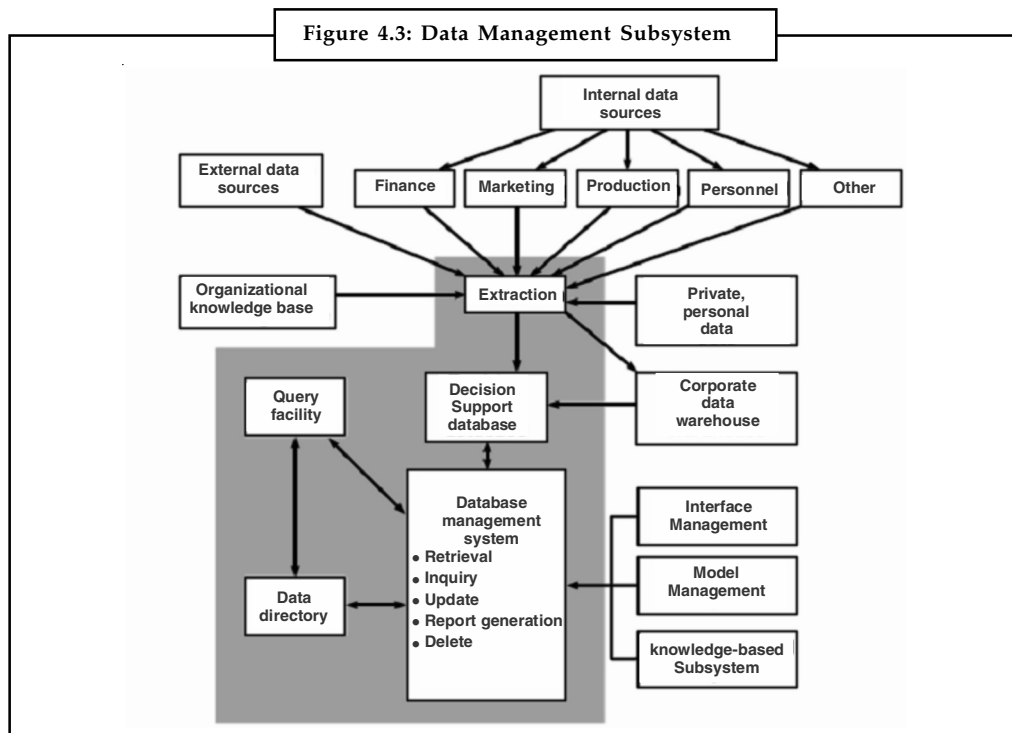 Figure 4.3: Data Management Subsystem
Internal data
sources
External data
sources
Finance
Marketing
Production
Personnel
Other
Organizational
knowledge base
Extraction
Private,
personal
data
Query
facility
Decision
Support
database
Corporate
data
warehouse
Database
management
system
• Retrieval
• Inquiry
• Update
• Report generation
• Delete
Data
directory
Interface
Management
Model
Management
knowledge-based
Subsystem